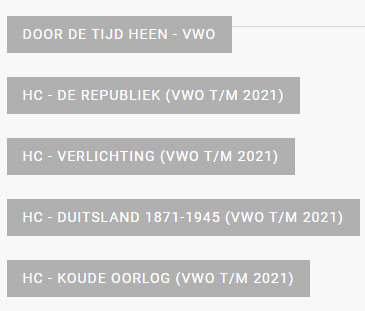 DOOR DE TIJD HEEN - VWO
HC - DE REPUBLIEK (VWO T/M 2021)
HC - VERLICHTING (VWO T/M 2021)
HC - DUITSLAND 1871-1945 (VWO T/M 2021)
HC - KOUDE OORLOG (VWO T/M 2021)